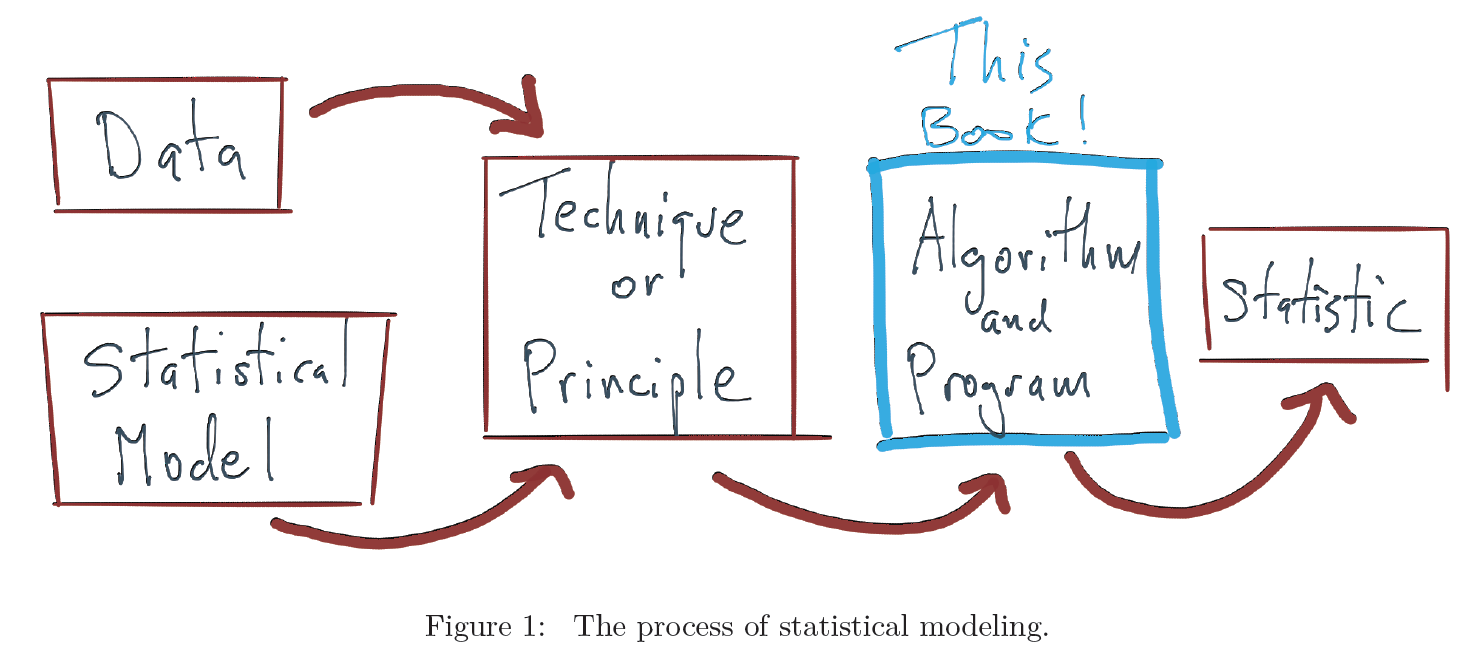 Data
Statistical
Model
Technique
or
Principle
This
Book!
Algorithm
and
Program
Statistic
Figure 1: The process of statistical modeling.